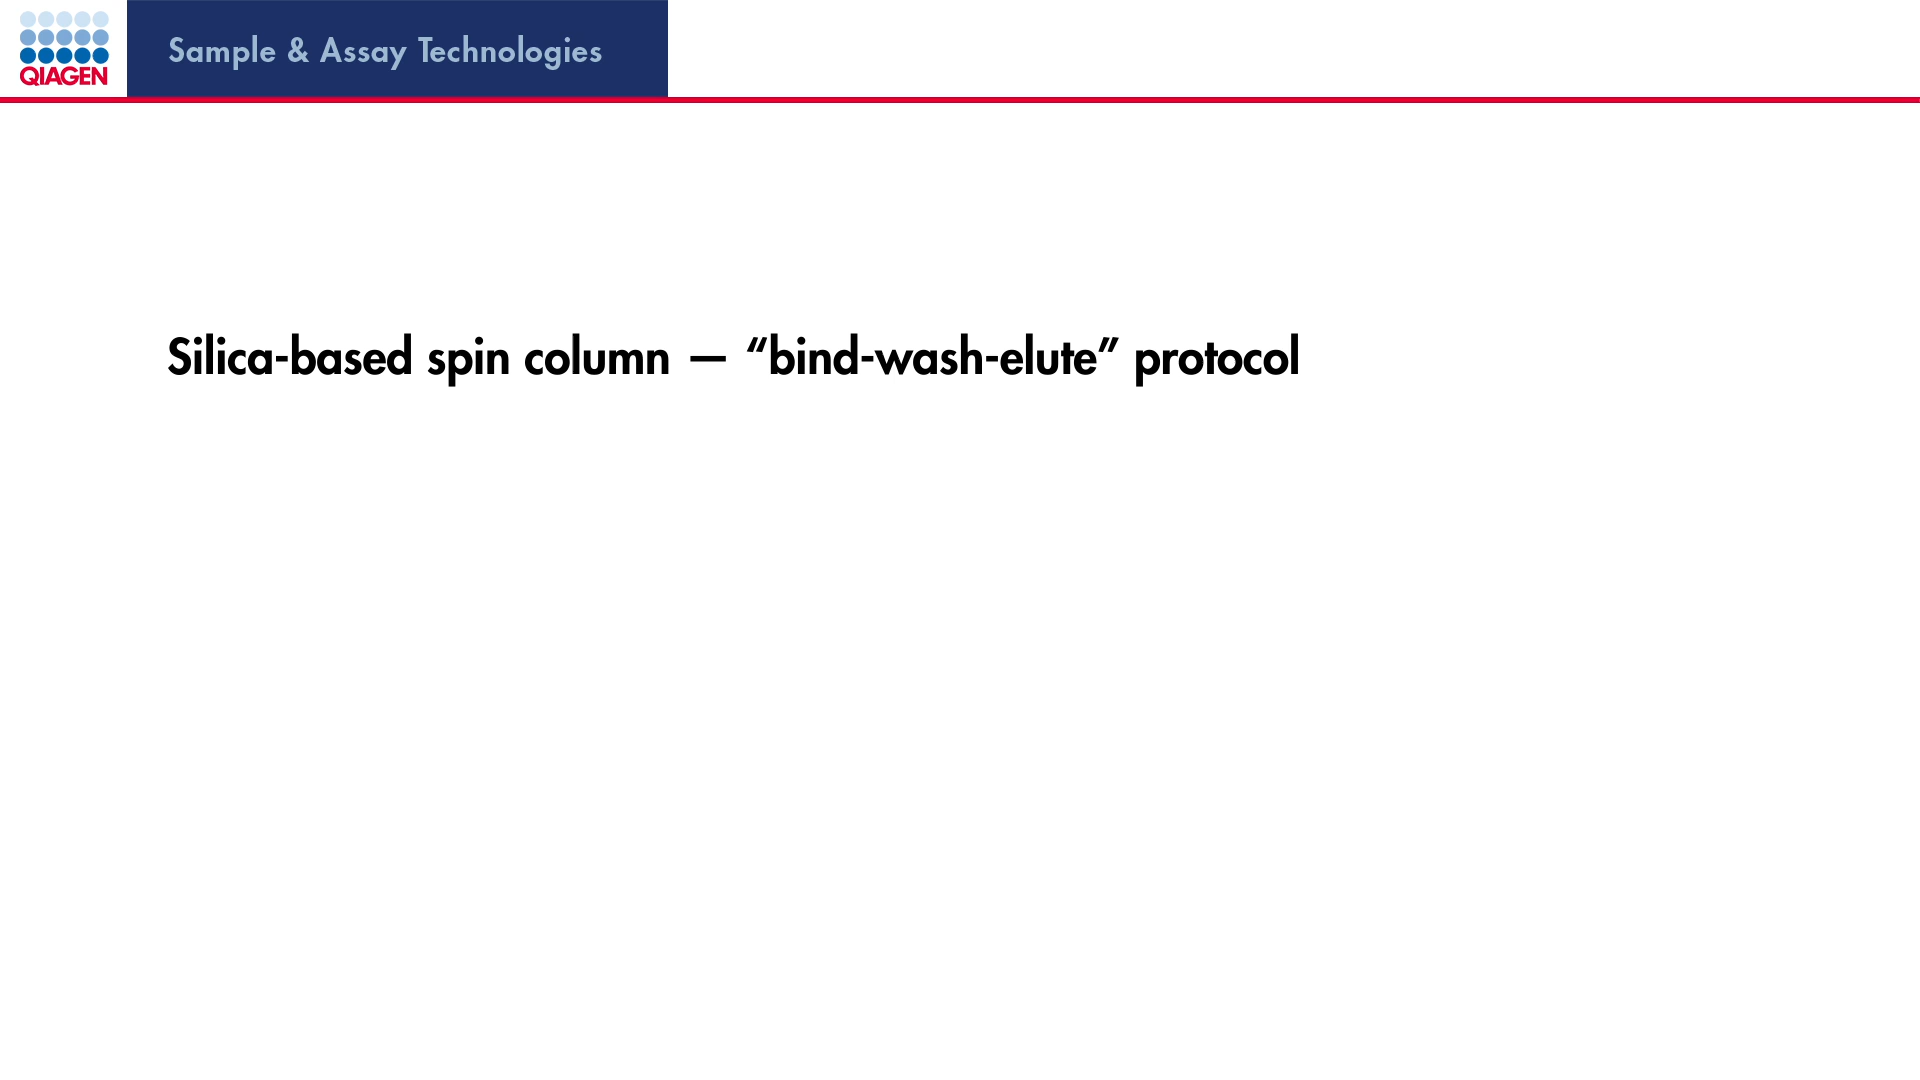 QIAGEN
Sample & Assay Technologies
Silica-based spin column — “bind-wash-elute” protocol